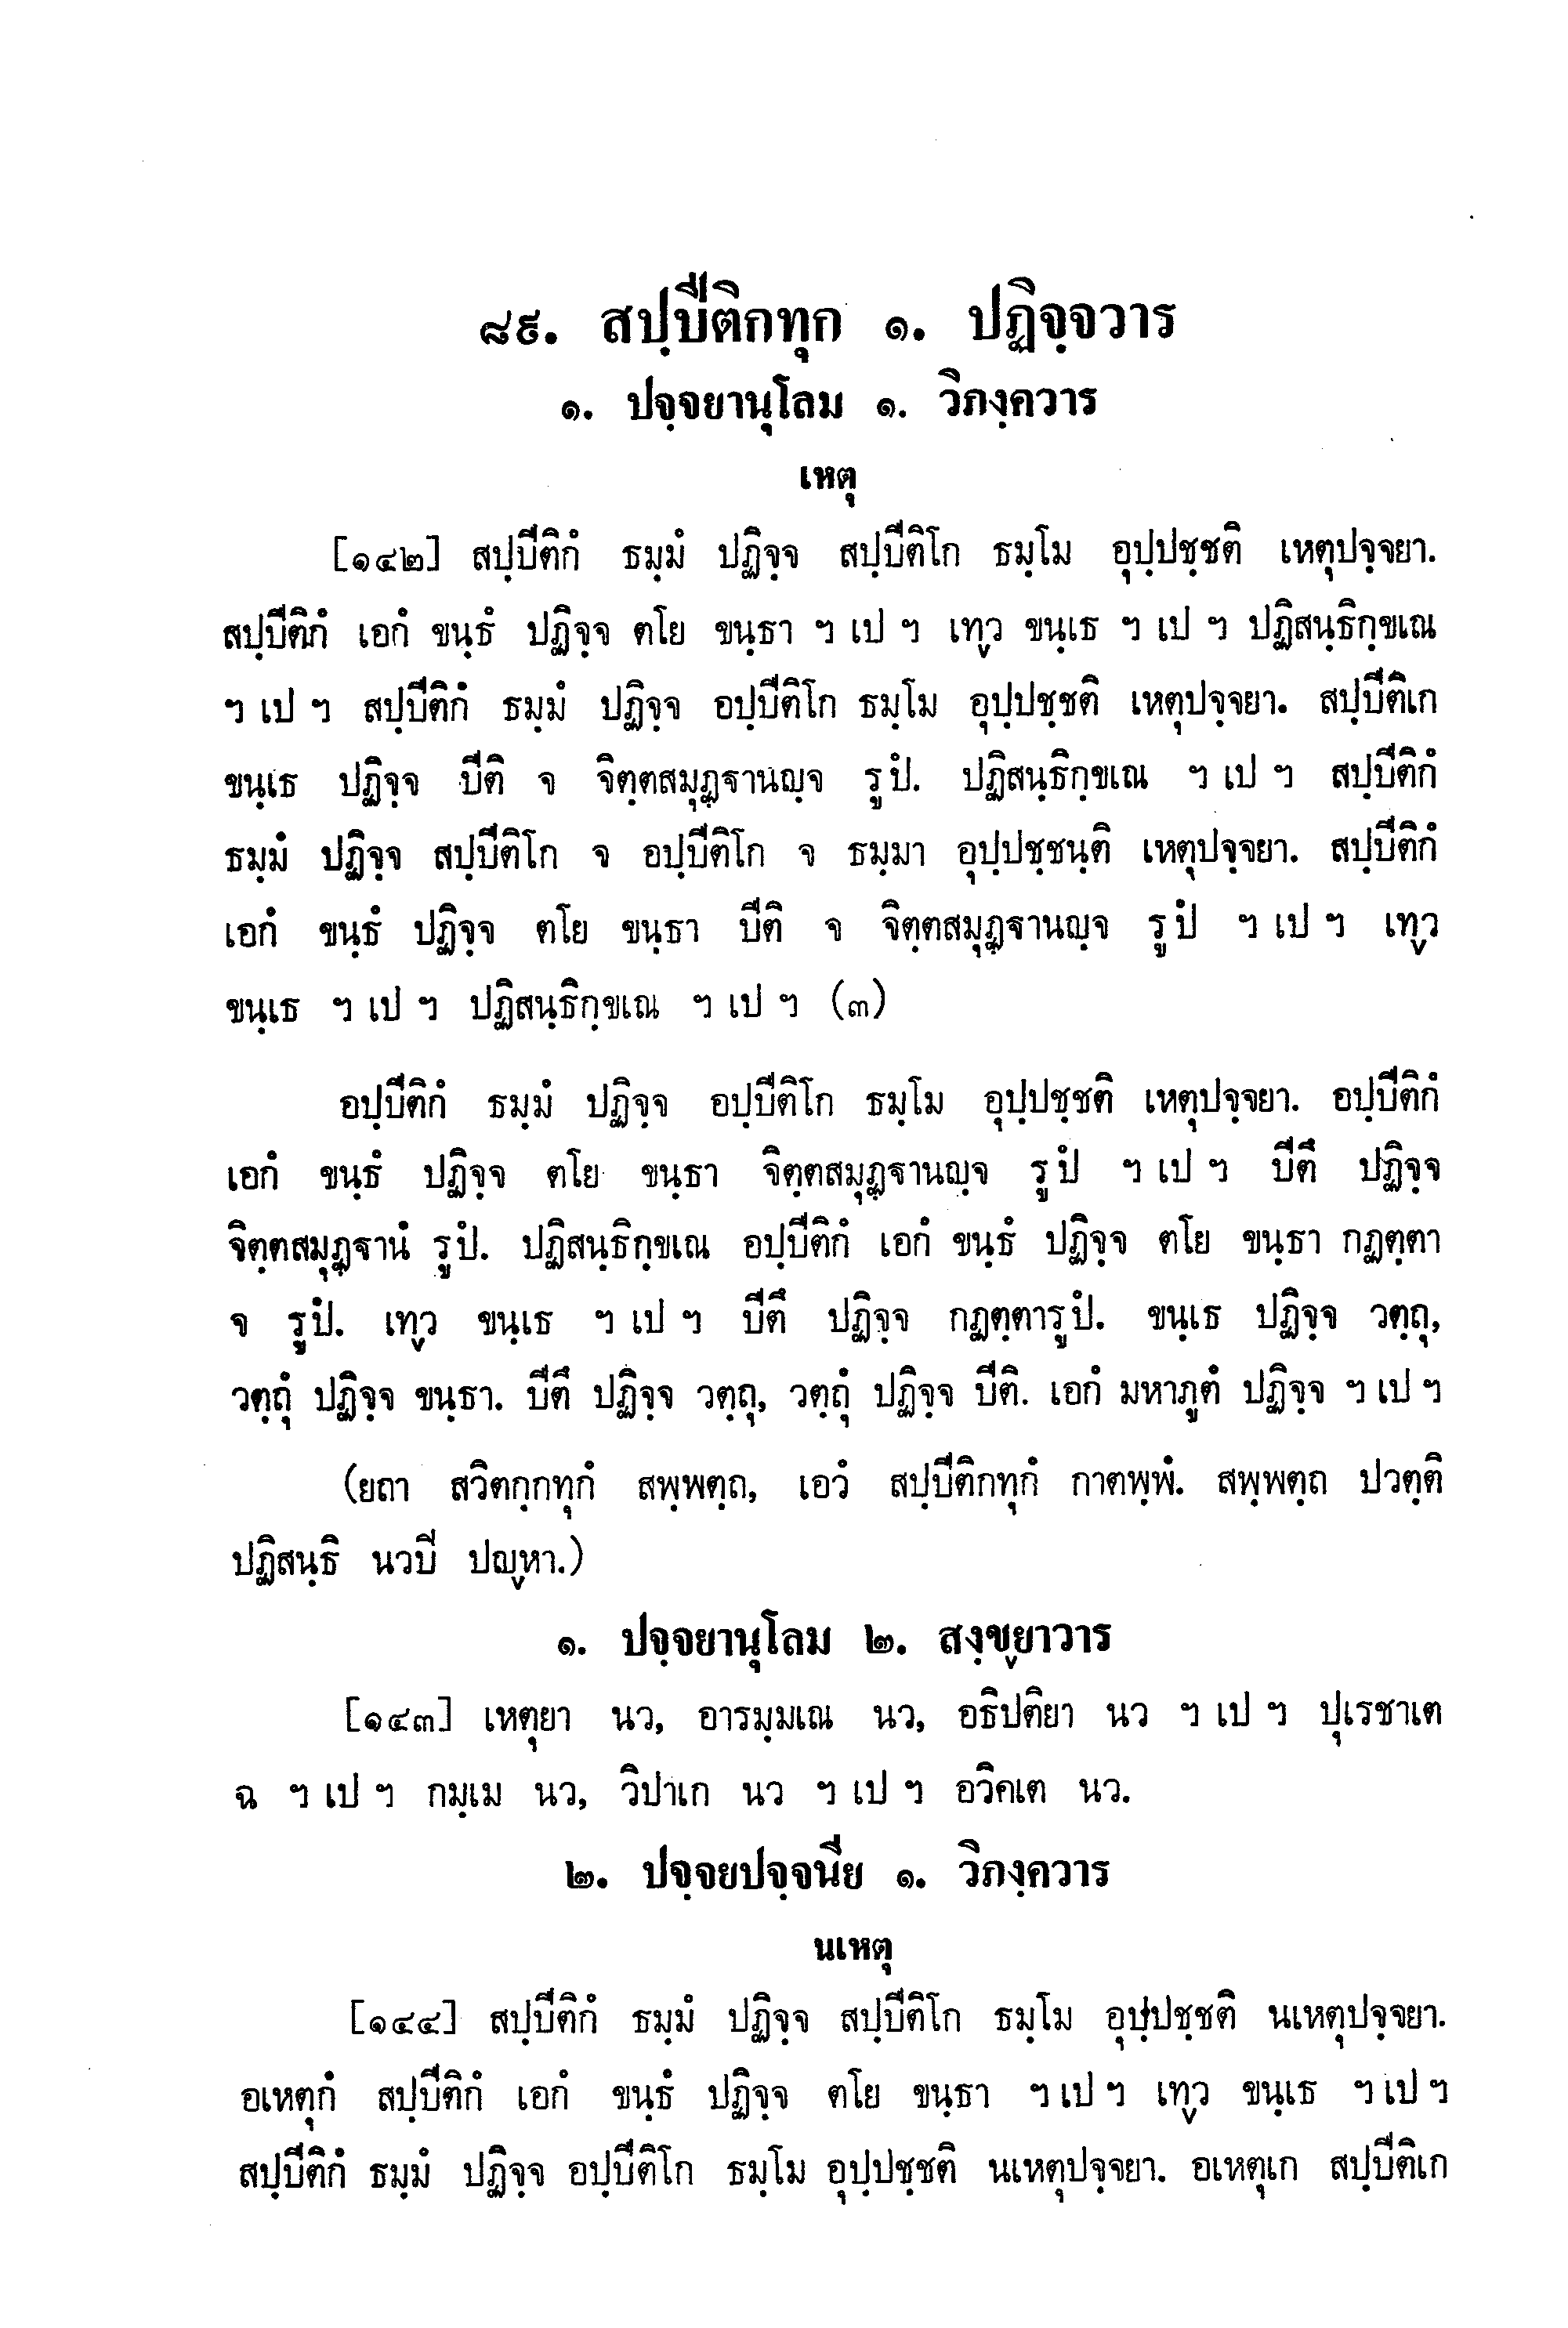 ๘๙. สปฺปีติกทุก ๑. ปฏิจฺจวาร
๑. ปจฺจยานุโลม ๑. วิภงฺควาร
เหตุ
[๑๔๒] สปฺปีติกํ ธมฺมํ ปฏิจฺจ สปฺปีติโก ธมฺโม อุปฺปชฺชติ เหตุปจฺจยา.
สปฺปีติกํ เอกํ ขนฺธํ ปฏิจฺจ ตโย ขนฺธา ฯ เป ฯ เทฺว ขนฺเธ ฯ เป ฯ ปฏิสนฺธิกฺขเณ
ฯ เป ฯ สปฺปีติกํ ธมฺมํ ปฏิจฺจ อปฺปีติโก ธมฺโม อุปฺปชฺชติ เหตุปจฺจยา. สปฺปีติเก
ขนฺเธ ปฏิจฺจ ปีติ จ จิตฺตสมุฏฺฐานญฺจ รูปํ. ปฏิสนฺธิกฺขเณ ฯ เป ฯ สปฺปีติกํ
ธมฺมํ ปฏิจฺจ สปฺปีติโก จ อปฺปีติโก จ ธมฺมา อุปฺปชฺชนฺติ เหตุปจฺจยา. สปฺปีติกํ
เอกํ ขนฺธํ ปฏิจฺจ ตโย ขนฺธา ปีติ จ จิตฺตสมุฏฺฐานญฺจ รูปํ ฯ เป ฯ เทฺว
ขนฺเธ ฯ เป ฯ ปฏิสนฺธิกฺขเณ ฯ เป ฯ (๓)
อปฺปีติกํ ธมฺมํ ปฏิจฺจ อปฺปีติโก ธมฺโม อุปฺปชฺชติ เหตุปจฺจยา. อปฺปีติกํ
เอกํ ขนฺธํ ปฏิจฺจ ตโย ขนฺธา จิตฺตสมุฏฺฐานญฺจ รูปํ ฯ เป ฯ ปีตึ ปฏิจฺจ
จิตฺตสมุฏฺฐานํ รูปํ. ปฏิสนฺธิกฺขเณ อปฺปีติกํ เอกํ ขนฺธํ ปฏิจฺจ ตโย ขนฺธา กฏตฺตา
จ รูปํ. เทฺว ขนฺเธ ฯ เป ฯ ปีตึ ปฏิจฺจ กฏตฺตารูปํ. ขนฺเธ ปฏิจฺจ วตฺถุ,
วตฺถุํ ปฏิจฺจ ขนฺธา. ปีตึ ปฏิจฺจ วตฺถุ, วตฺถุํ ปฏิจฺจ ปีติ. เอกํ มหาภูตํ ปฏิจฺจ ฯ เป ฯ
(ยถา สวิตกฺกทุกํ สพฺพตฺถ, เอวํ สปฺปีติกทุกํ กาตพฺพํ. สพฺพตฺถ ปวตฺติ
ปฏิสนฺธิ นวปิ ปญฺหา.)
๑. ปจฺจยานุโลม ๒. สงฺขฺยาวาร
[๑๔๓] เหตุยา นว, อารมฺมเณ นว, อธิปติยา นว ฯ เป ฯ ปุเรชาเต
ฉ ฯ เป ฯ กมฺเม นว, วิปาเก นว ฯ เป ฯ อวิคเต นว.
๒. ปจฺจยปจฺจนีย ๑. วิภงฺควาร
นเหตุ
[๑๔๔] สปฺปีติกํ ธมฺมํ ปฏิจฺจ สปฺปีติโก ธมฺโม อุปฺปชฺชติ นเหตุปจฺจยา.
อเหตุกํ สปฺปีติกํ เอกํ ขนฺธํ ปฏิจฺจ ตโย ขนฺธา ฯ เป ฯ เทฺว ขนฺเธ ฯ เป ฯ
สปฺปีติกํ ธมฺมํ ปฏิจฺจ อปฺปีติโก ธมฺโม อุปฺปชฺชติ นเหตุปจฺจยา. อเหตุเก สปฺปีติเก